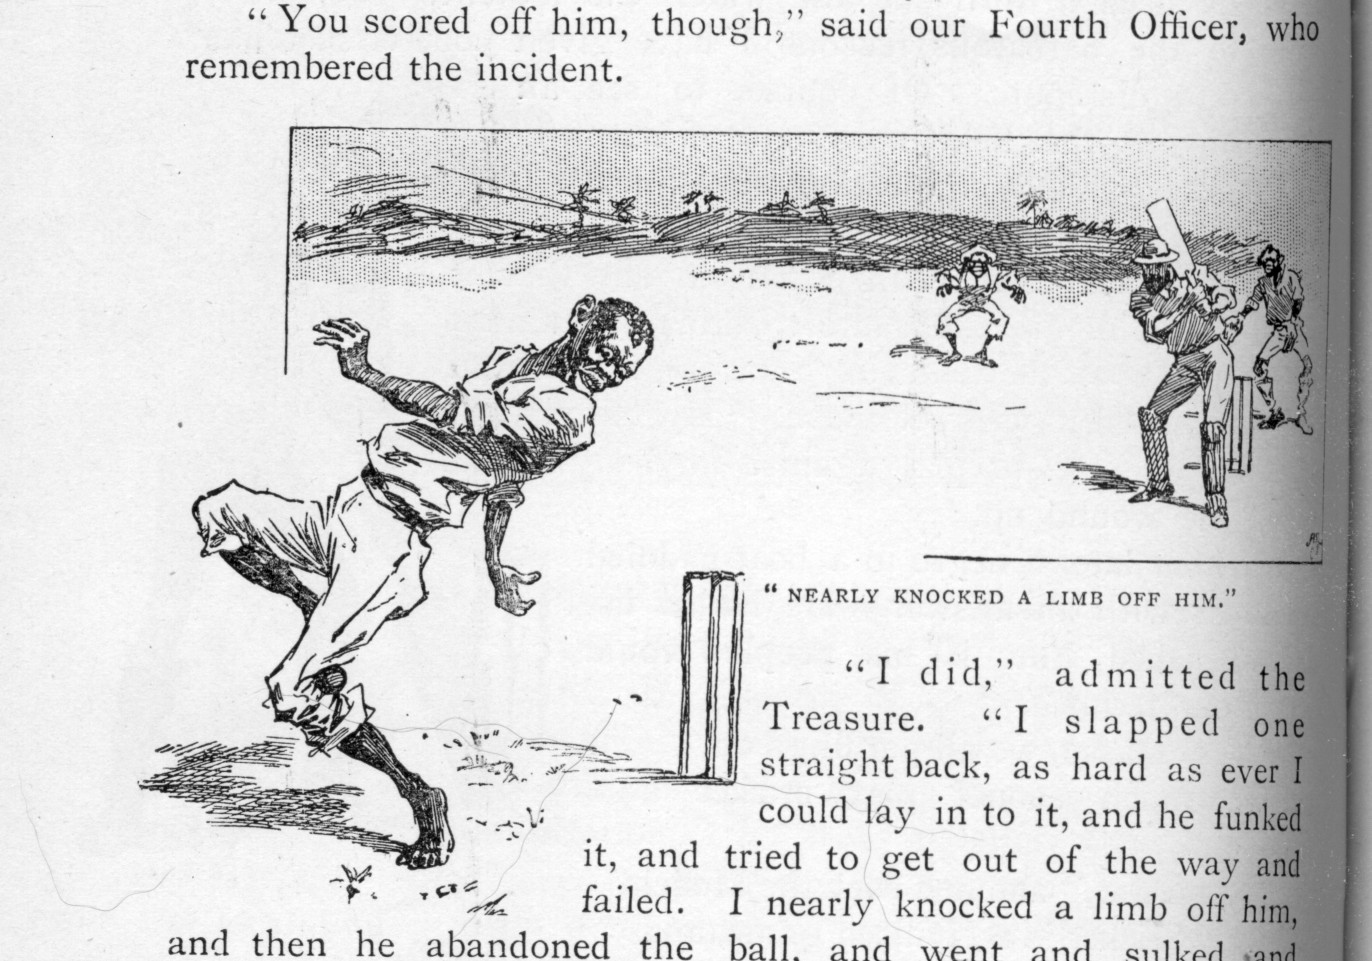 “ You scored off him, though,” said our Fourth Officer, who
remembered the incident.
“ NEARLY KNOCKED A LIMB OFF HIM.”
“I did,” admitted the
Treasure. “I slapped one
straight back, as hard as ever I
could lay in to it, and he funked
it, and tried to get out of the way and
failed. I nearly knocked a limb off him,
and then he abandoned the ball, and went and sulked and